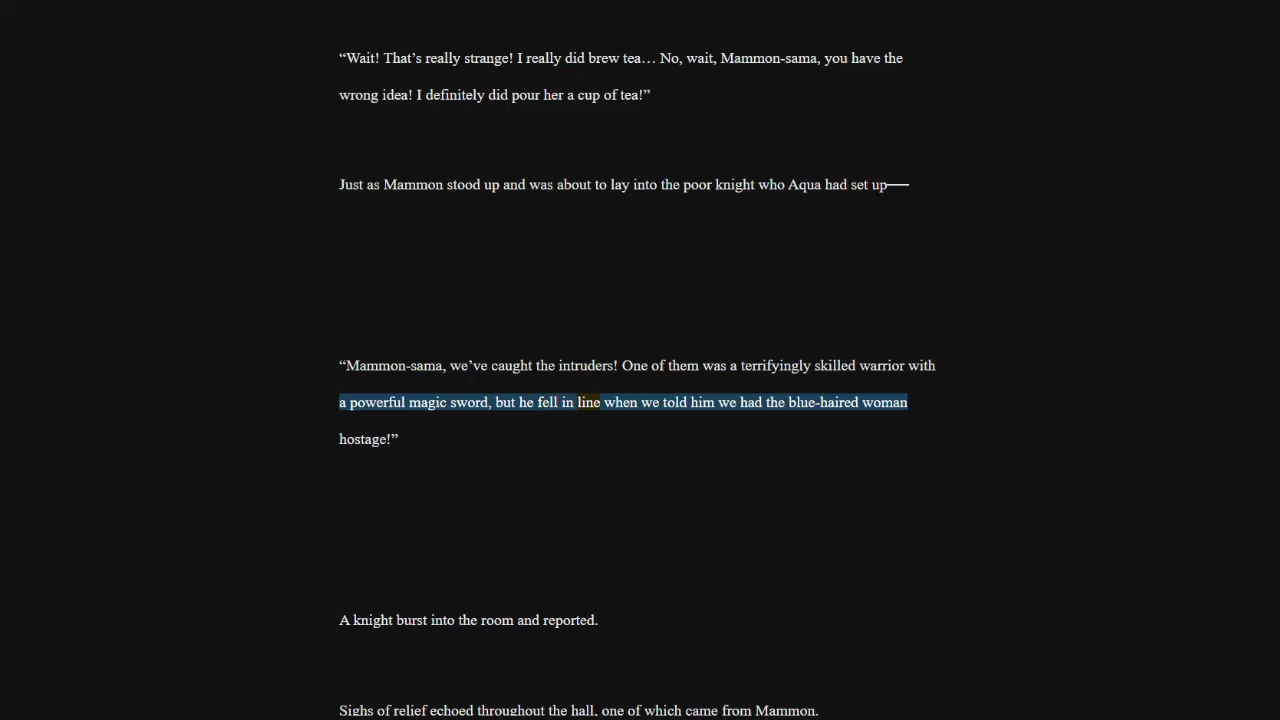 “Wait! That’s really strange! I really did brew tea… No, wait, Mammon-sama, you have the
wrong idea! I definitely did pour her a cup of tea!”
Just as Mammon stood up and was about to lay into the poor knight who Aqua had set up──
“Mammon-sama, we’ve caught the intruders! One of them was a terrifyingly skilled warrior with
a powerful magic sword, but he fell in line when we told him we had the blue-haired woman
hostage!”
A knight burst into the room and reported.
Sighs of relief echoed throughout the hall, one of which came from Mammon.